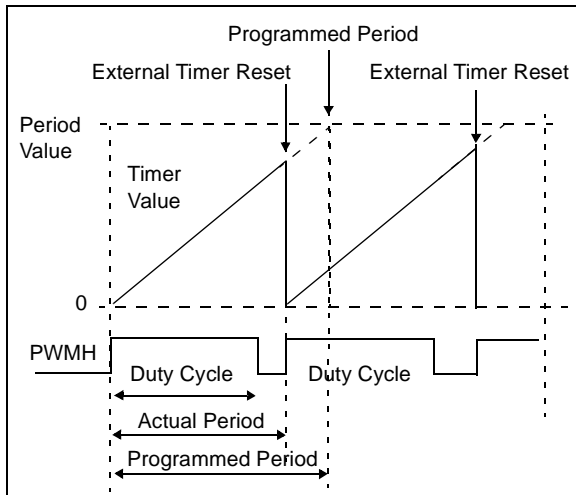 Programmed Period
External Timer Reset External Timer Reset
Period
Value
Timer
Value
0
PWMH
Duty Cycle Duty Cycle
Actual Period
Programmed Period